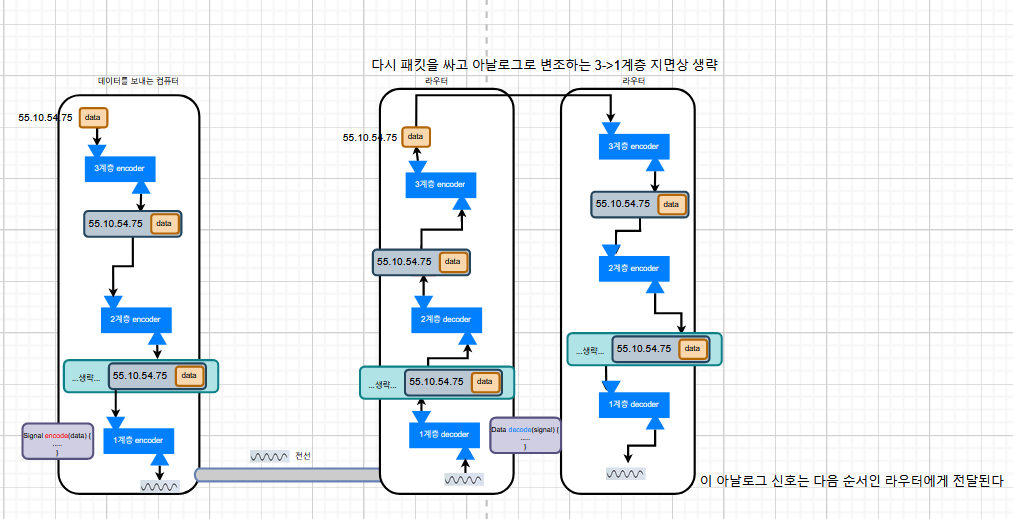 다시 패킷을 싸고 아날로그로 변조하는 3->1계층 지면상 생략
데이터를 보내는 컴퓨터
55.10.54.75
data
3계층 encoder
55.10.54.75
data
2계층 encoder
...생략...
55.10.54.75
data
Signal encode(data) {
.....
}
1계층 encoder
전선
라우터
55.10.54.75
data
3계층 encoder
55.10.54.75
data
2계층 decoder
...생략...
55.10.54.75
data
1계층 decoder
Data decode(signal) {
.....
}
라우터
3계층 encoder
55.10.54.75
data
2계층 encoder
...생략...
55.10.54.75
data
1계층 decoder
이 아날로그 신호는 다음 순서인 라우터에게 전달된다